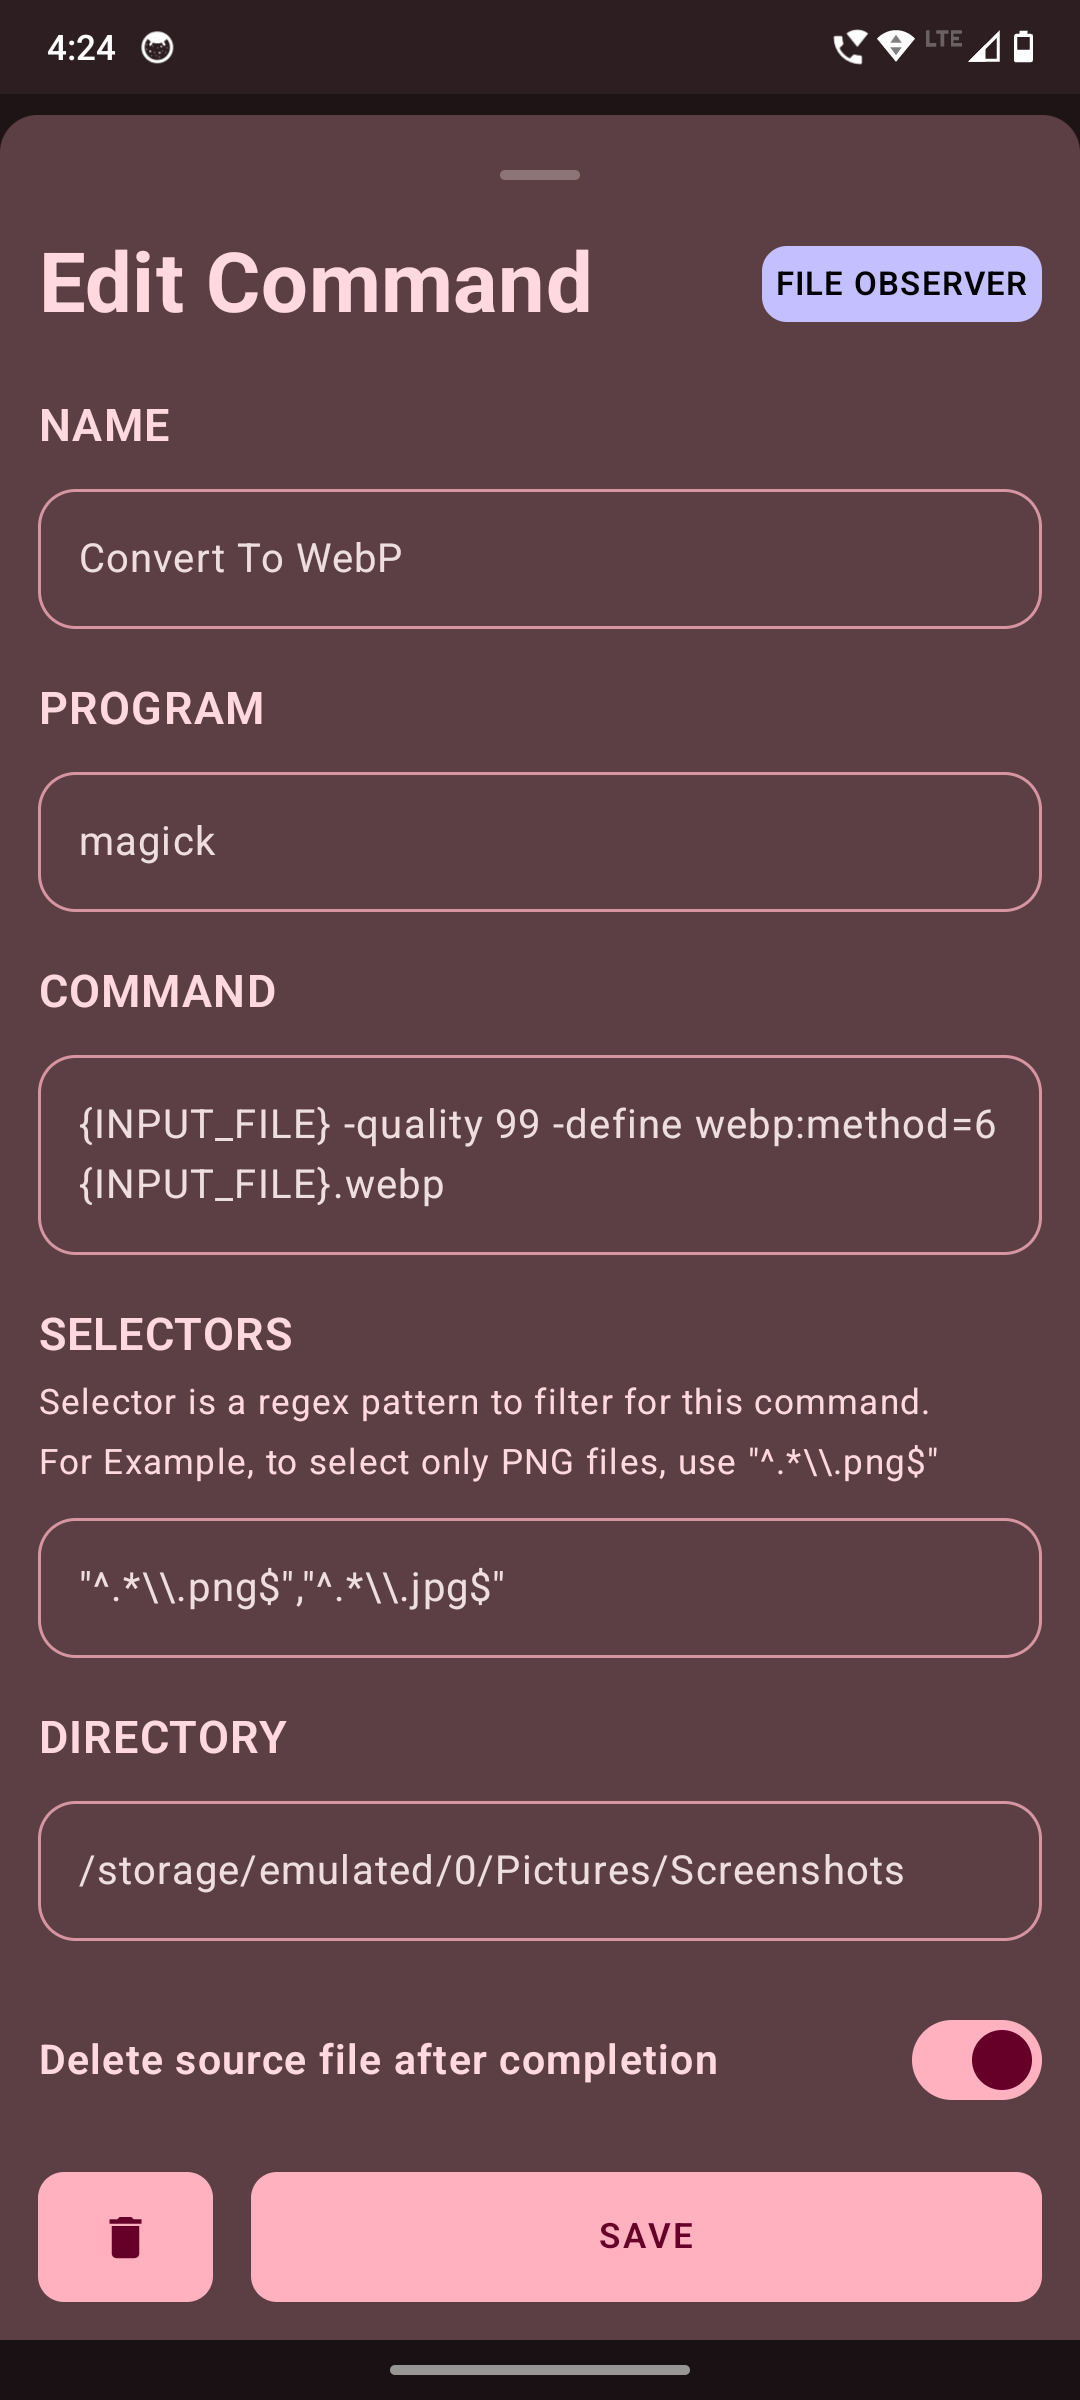 4:24
LTE
Edit Command
FILE OBSERVER
NAME
Convert To WebP
PROGRAM
magick
COMMAND
{INPUT_FILE} -quality 99 -define webp:method=6
{INPUT_FILE}.webp
SELECTORS
Selector is a regex pattern to filter for this command.
For Example, to select only PNG files, use "^.*\\.png$"
"^.*\\.png$","^.*\\.jpg$"
DIRECTORY
/storage/emulated/0/Pictures/Screenshots
Delete source file after completion
SAVE